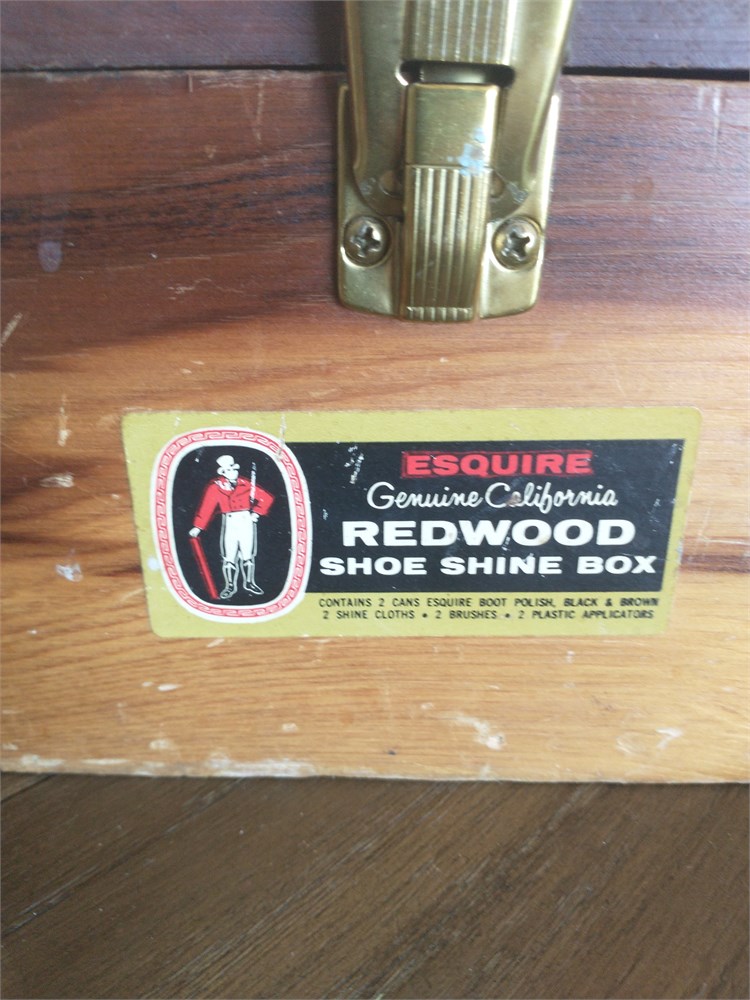 ESQUIRE
Genuine California
REDWOOD
SHOE SHINE BOX
CONTAINS 2 CANS ESQUIRE BOOT POLISH, BLACK & BROWN
2 SHINE CLOTHS • 2 BRUSHES • 2 PLASTIC APPLICATORS